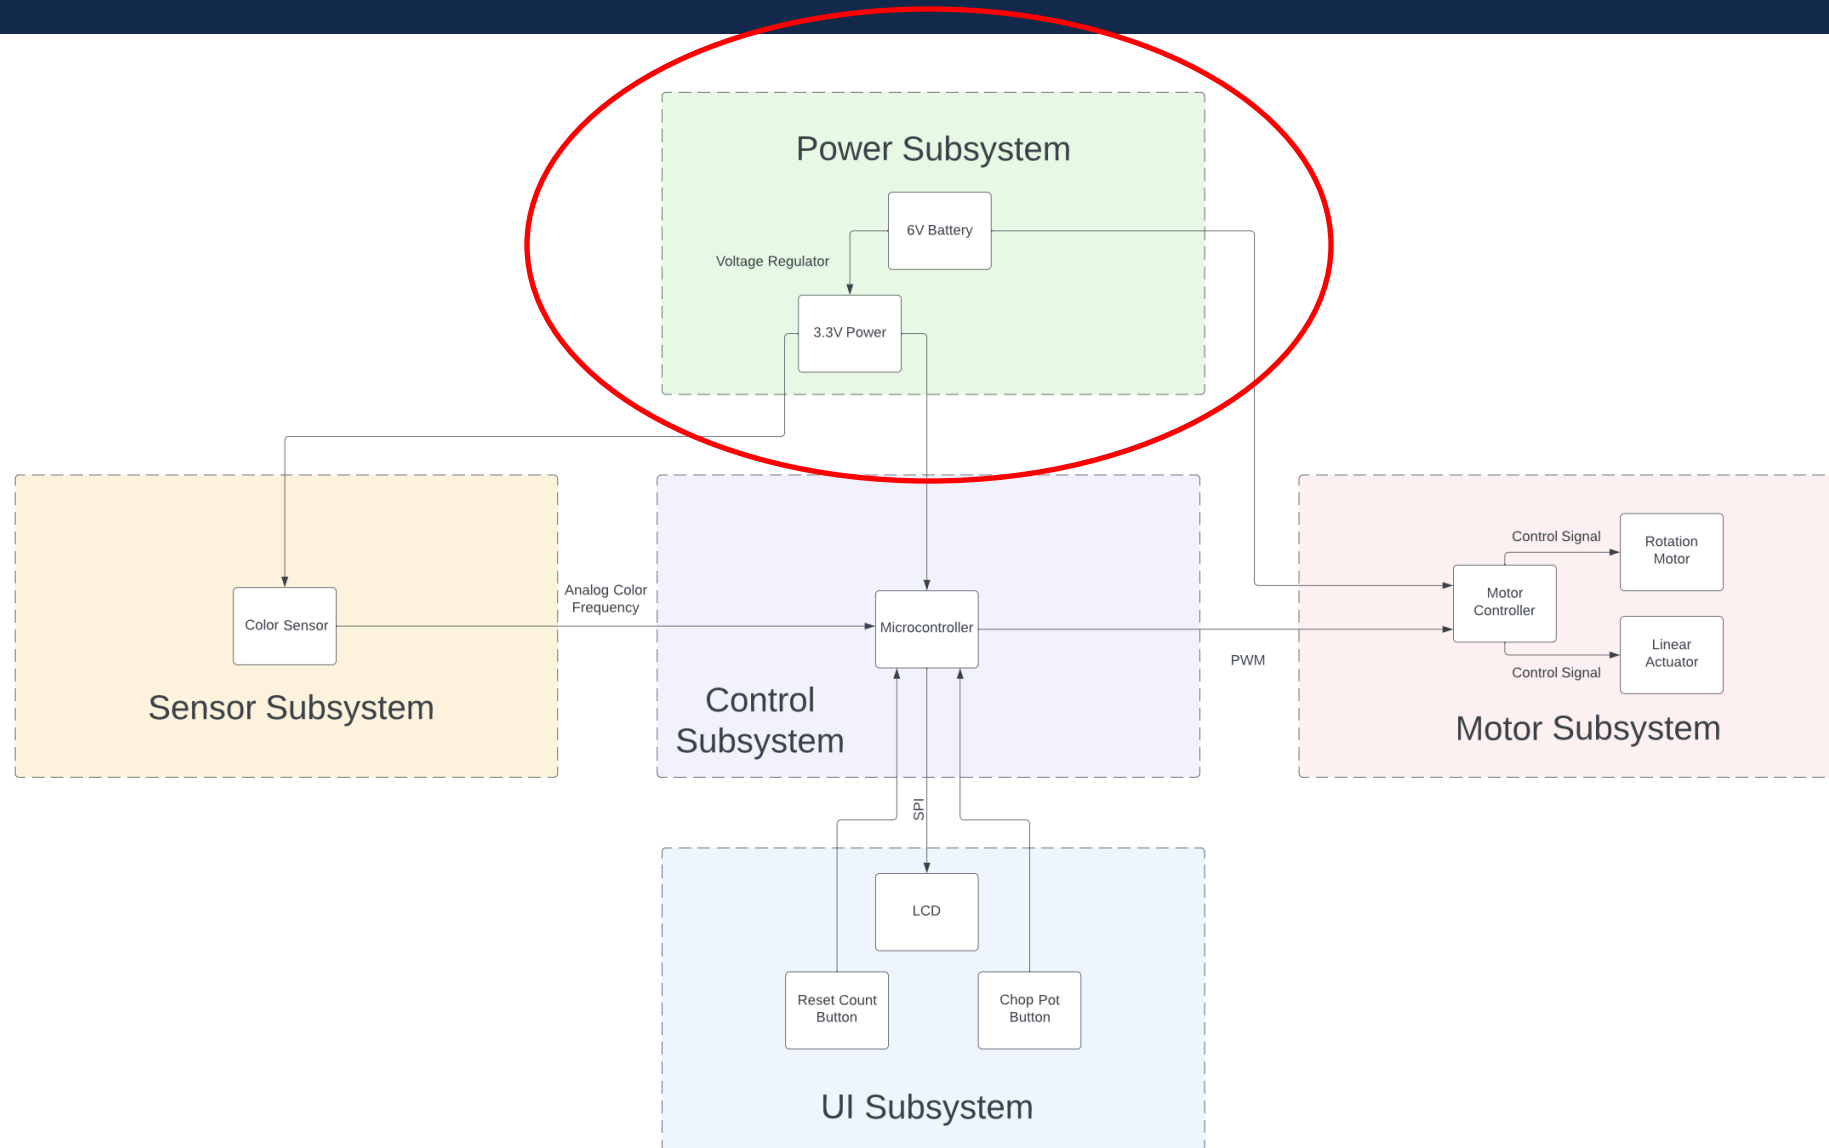 Power Subsystem
6V Battery
Voltage Regulator
3.3V Power
Sensor Subsystem
Color Sensor
Analog Color
Frequency
Control
Subsystem
Microcontroller
PWM
SPI
Motor Subsystem
Motor
Controller
Control Signal
Rotation
Motor
Control Signal
Linear
Actuator
LCD
Reset Count
Button
Chop Pot
Button
UI Subsystem